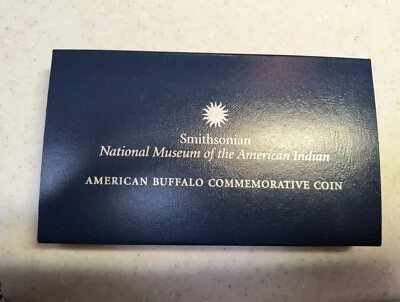 Smithsonian
National Museum of the American Indian
AMERICAN BUFFALO COMMEMORATIVE COIN